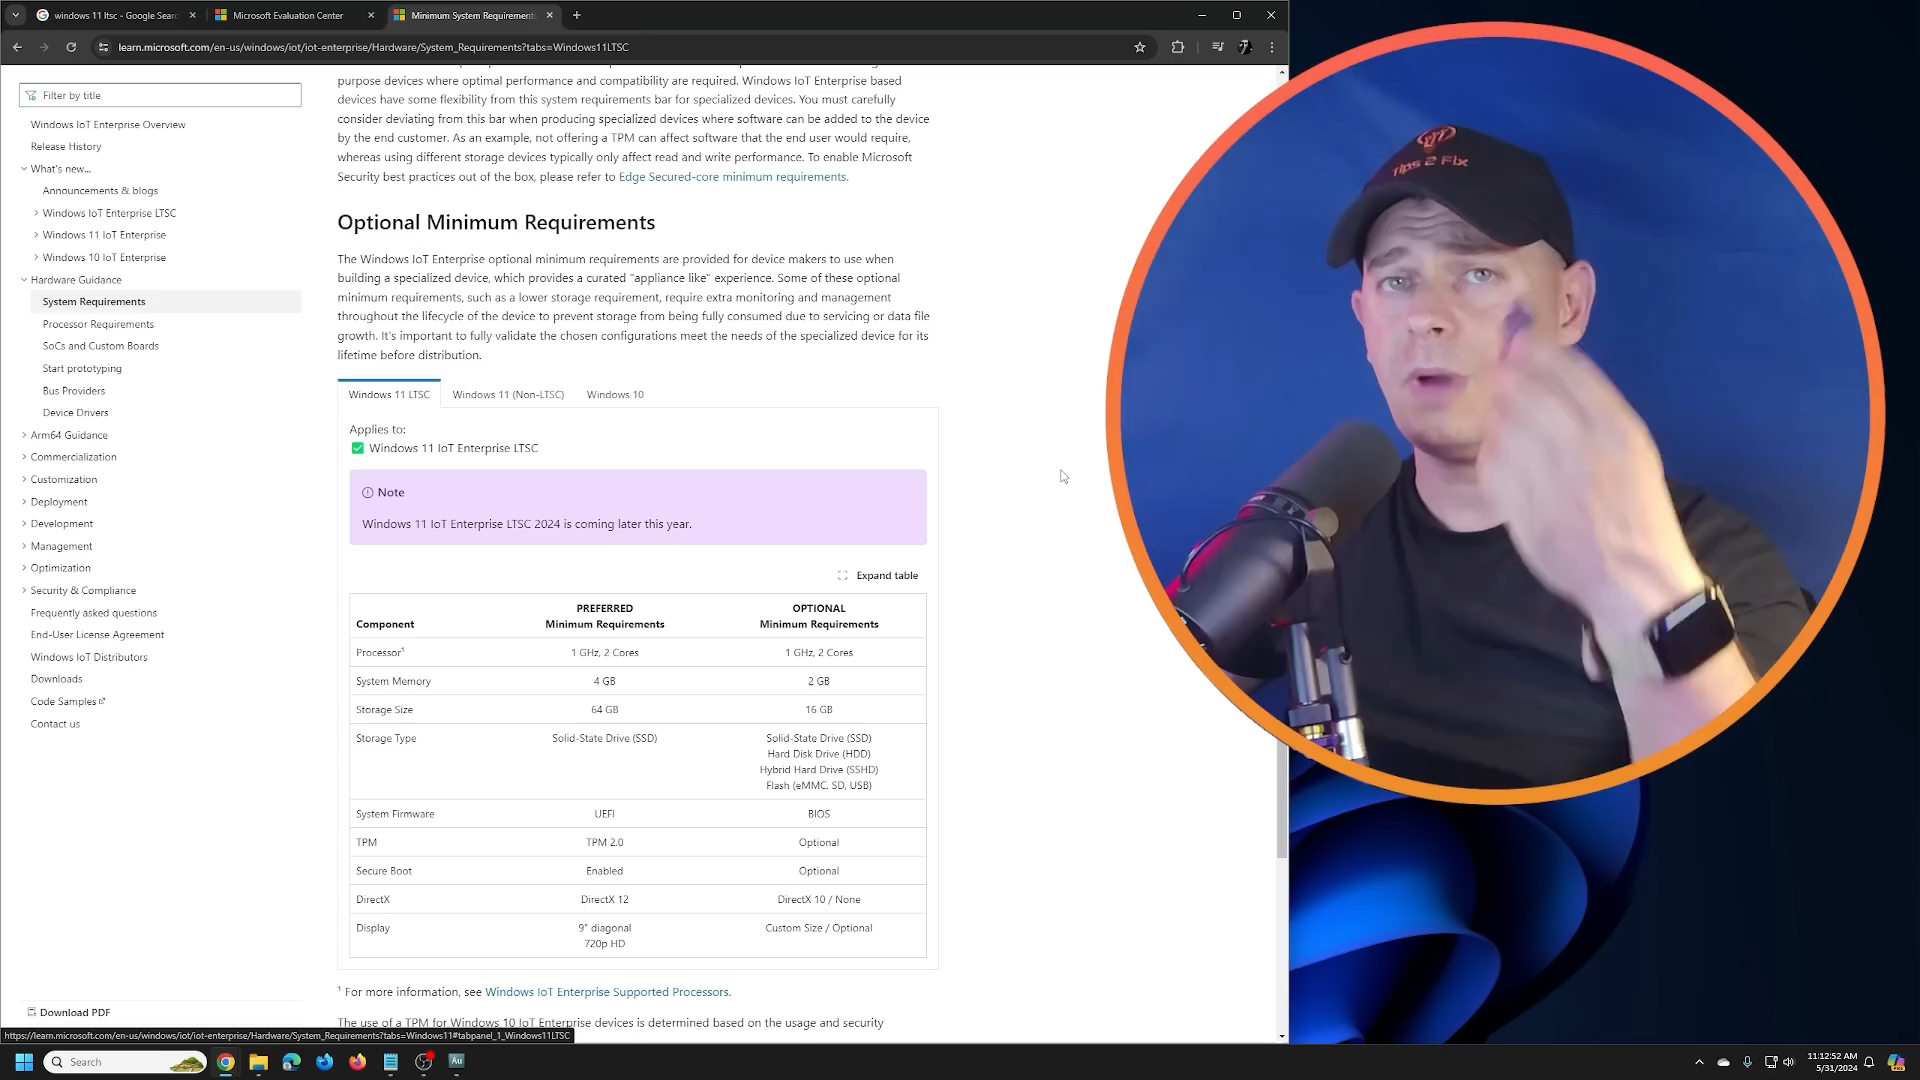 windows 11 ltsc - Google Searc
Microsoft Evaluation Center
Minimum System Requirements
learn.microsoft.com/en-us/windows/iot/iot-enterprise/Hardware/System_Requirements?tabs=Windows11LTSC
Filter by title
Windows IoT Enterprise Overview
Release History
What's new...
Announcements & blogs
Windows IoT Enterprise LTSC
Windows 11 IoT Enterprise
Windows 10 IoT Enterprise
Hardware Guidance
System Requirements
Processor Requirements
SoCs and Custom Boards
Start prototyping
Bus Providers
Device Drivers
Arm64 Guidance
Commercialization
Customization
Deployment
Development
Management
Optimization
Security & Compliance
Frequently asked questions
End-User License Agreement
Windows IoT Distributors
Downloads
Code Samples
Contact us
Download PDF
purpose devices where optimal performance and compatibility are required. Windows IoT Enterprise based
devices have some flexibility from this system requirements bar for specialized devices. You must carefully
consider deviating from this bar when producing specialized devices where software can be added to the device
by the end customer. As an example, not offering a TPM can affect software that the end user would require,
whereas using different storage devices typically only affect read and write performance. To enable Microsoft
Security best practices out of the box, please refer to Edge Secured-core minimum requirements.
Optional Minimum Requirements
The Windows IoT Enterprise optional minimum requirements are provided for device makers to use when
building a specialized device, which provides a curated "appliance like" experience. Some of these optional
minimum requirements, such as a lower storage requirement, require extra monitoring and management
throughout the lifecycle of the device to prevent storage from being fully consumed due to servicing or data file
growth. It's important to fully validate the chosen configurations meet the needs of the specialized device for its
lifetime before distribution.
Windows 11 LTSC Windows 11 (Non-LTSC) Windows 10
Applies to:
✅ Windows 11 IoT Enterprise LTSC
Note
Windows 11 IoT Enterprise LTSC 2024 is coming later this year.
Expand table
Component PREFERRED Minimum Requirements OPTIONAL Minimum Requirements
Processor¹ 1 GHz, 2 Cores 1 GHz, 2 Cores
System Memory 4 GB 2 GB
Storage Size 64 GB 16 GB
Storage Type Solid-State Drive (SSD) Solid-State Drive (SSD)
Hard Disk Drive (HDD)
Hybrid Hard Drive (SSHD)
Flash (eMMC, SD, USB)
System Firmware UEFI BIOS
TPM TPM 2.0 Optional
Secure Boot Enabled Optional
DirectX DirectX 12 DirectX 10 / None
Display 9" diagonal Custom Size / Optional
720p HD
¹ For more information, see Windows IoT Enterprise Supported Processors.
The use of a TPM for Windows 10 IoT Enterprise devices is determined based on the usage and security
https://learn.microsoft.com/en-us/windows/iot/iot-enterprise/Hardware/System_Requirements?tabs=Windows11#tabpanel_1_Windows11LTSC
Tips 2 Fix
Search
Au
11:12:52 AM
5/31/2024